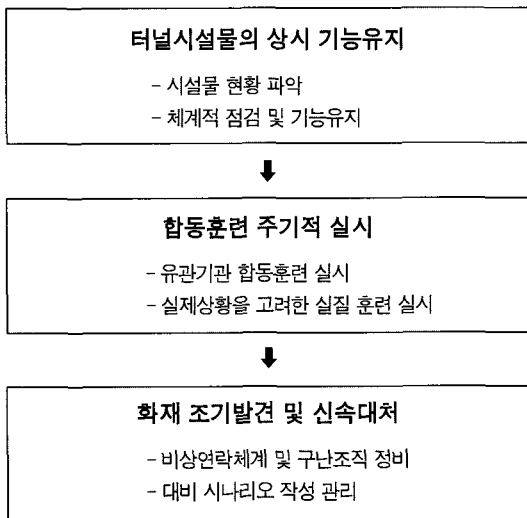 터널시설물의 상시 기능유지
- 시설물 현황 파악
- 체계적 점검 및 기능유지
합동훈련 주기적 실시
- 유관기관 합동훈련 실시
- 실제상황을 고려한 실질 훈련 실시
화재 조기발견 및 신속대처
- 비상연락체계 및 구난조직 정비
- 대비 시나리오 작성 관리